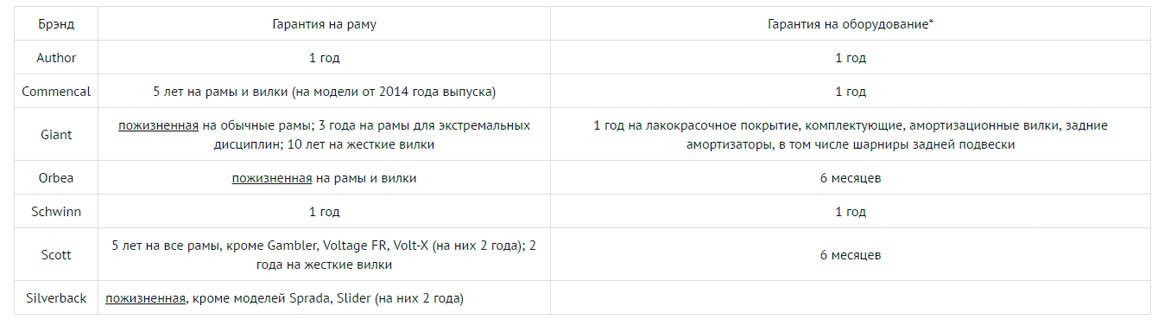 Брэнд Гарантия на раму Гарантия на оборудование*
Author 1 год 1 год
Commencal 5 лет на рамы и вилки (на модели от 2014 года выпуска) 1 год
Giant
пожизненная на обычные рамы; 3 года на рамы для экстремальных
дисциплин; 10 лет на жесткие вилки
1 год на лакокрасочное покрытие, комплектующие, амортизационные вилки, задние
амортизаторы, в том числе шарниры задней подвески
Orbea пожизненная на рамы и вилки 6 месяцев
Schwinn 1 год 1 год
Scott
5 лет на все рамы, кроме Gambler, Voltage FR, Volt-X (на них 2 года); 2
года на жесткие вилки
6 месяцев
Silverback пожизненная, кроме моделей Sprada, Slider (на них 2 года)